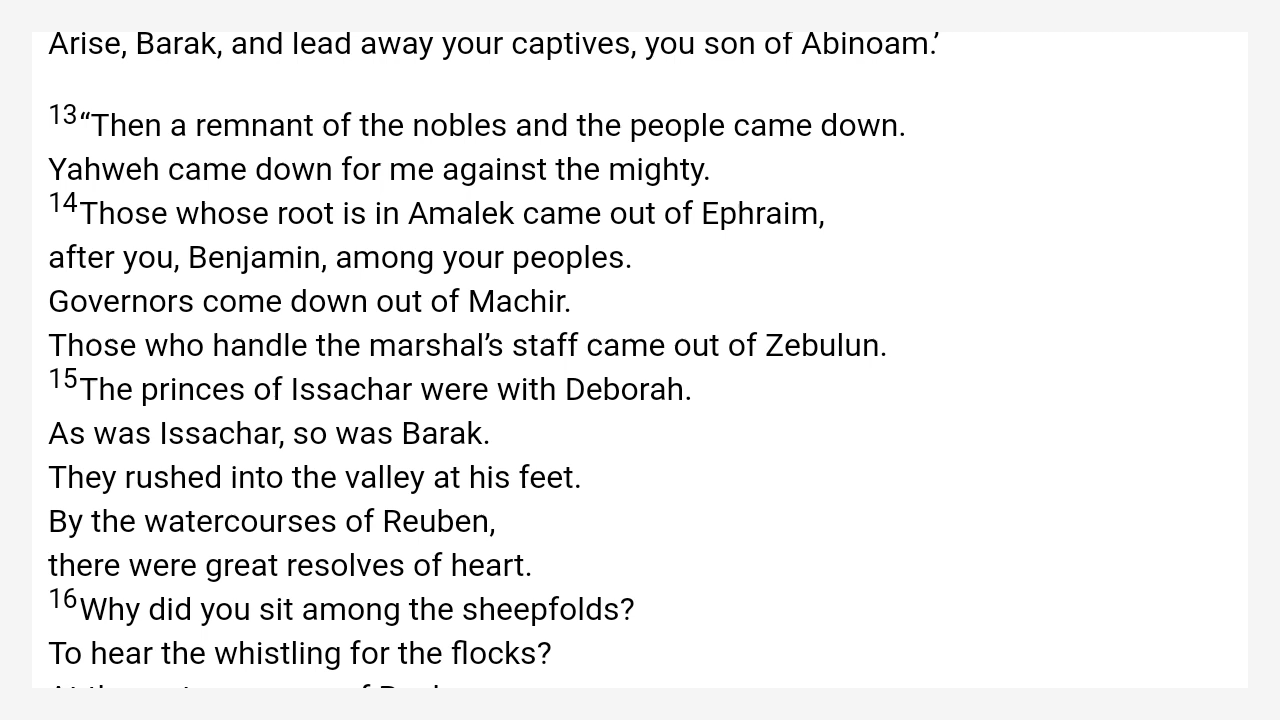 Arise, Barak, and lead away your captives, you son of Abinoam.’
13“Then a remnant of the nobles and the people came down.
Yahweh came down for me against the mighty.
14Those whose root is in Amalek came out of Ephraim,
after you, Benjamin, among your peoples.
Governors come down out of Machir.
Those who handle the marshal’s staff came out of Zebulun.
15The princes of Issachar were with Deborah.
As was Issachar, so was Barak.
They rushed into the valley at his feet.
By the watercourses of Reuben,
there were great resolves of heart.
16Why did you sit among the sheepfolds?
To hear the whistling for the flocks?